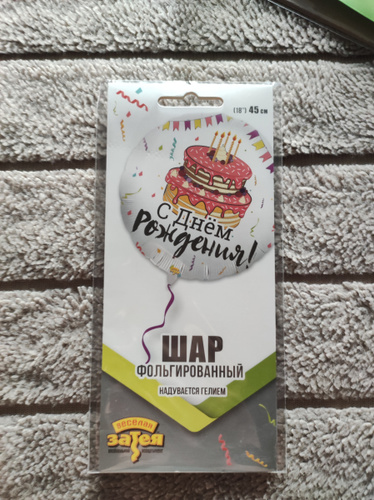 (18") 45 см
С Днём
Рождения!
ШАР
ФОЛЬГИРОВАННЫЙ
НАДУВАЕТСЯ ГЕЛИЕМ
весёлая
затея